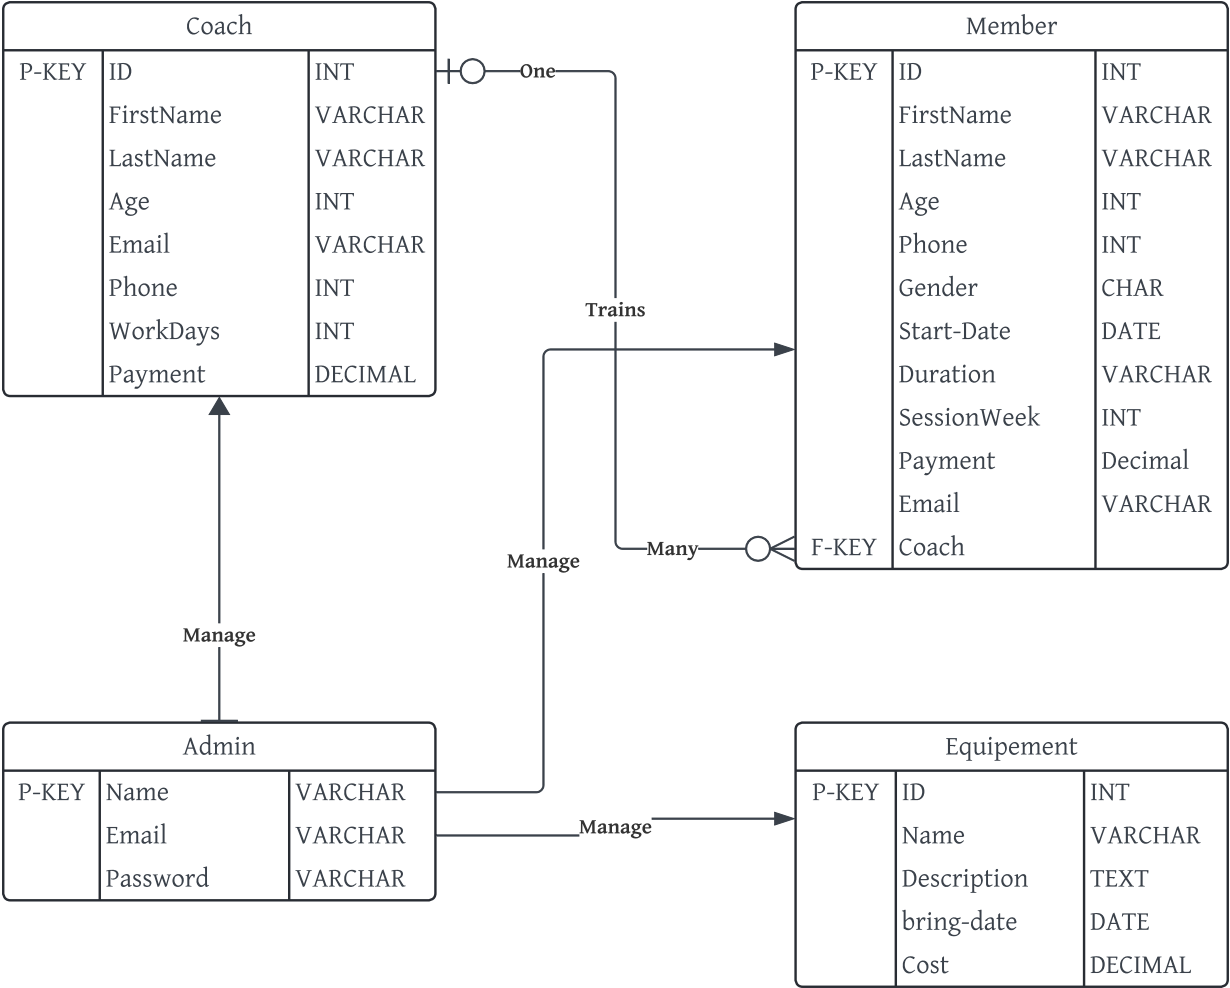 Coach
P-KEY ID INT
FirstName VARCHAR
LastName VARCHAR
Age INT
Email VARCHAR
Phone INT
WorkDays INT
Payment DECIMAL
Member
P-KEY ID INT
FirstName VARCHAR
LastName VARCHAR
Age INT
Phone INT
Gender CHAR
Start-Date DATE
Duration VARCHAR
SessionWeek INT
Payment Decimal
Email VARCHAR
F-KEY Coach
One
Trains
Many
Manage
Manage
Manage
Admin
P-KEY Name VARCHAR
Email VARCHAR
Password VARCHAR
Equipement
P-KEY ID INT
Name VARCHAR
Description TEXT
bring-date DATE
Cost DECIMAL